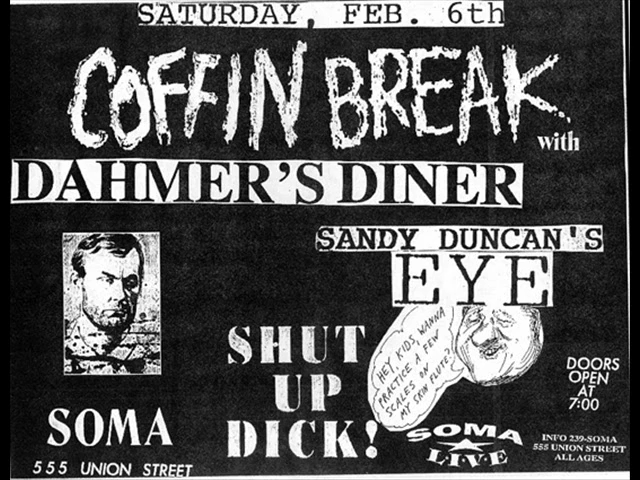 SATURDAY, FEB. 6th
COFFIN BREAK
with
DAHMER'S DINER
SANDY DUNCAN'S
EYE
SHUT
UP
DICK!
HEY, KIDS, WANNA
PRACTICE A FEW
SCALES ON
MY SKIN FLUTE?
DOORS
OPEN
AT
7:00
SOMA
555 UNION STREET
SOMA
LIVE
INFO 239-SOMA
555 UNION STREET
ALL AGES